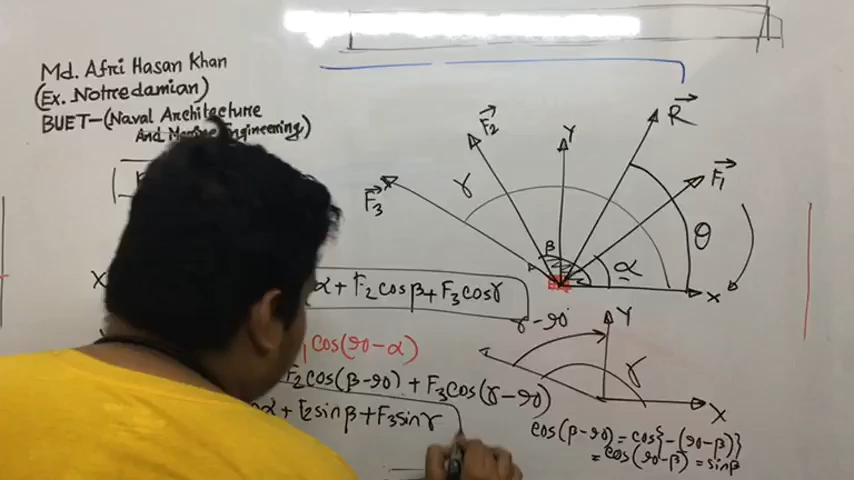 Md. Afri Hasan Khan
(Ex. Notredamian)
BUET-(Naval Architecture
And Marine Engineering)
R
F₂
Y
F₁
γ
F₃
β
θ
α
X
X
α + F₂cosβ + F₃cosγ
γ-90°
Y
cos(90-α)
γ
F₂cos(β-90) + F₃cos(γ-90)
X
α + F₂sinβ + F₃sinγ
cos(β-90) = cos{-(90-β)}
= cos(90-β) = sinβ